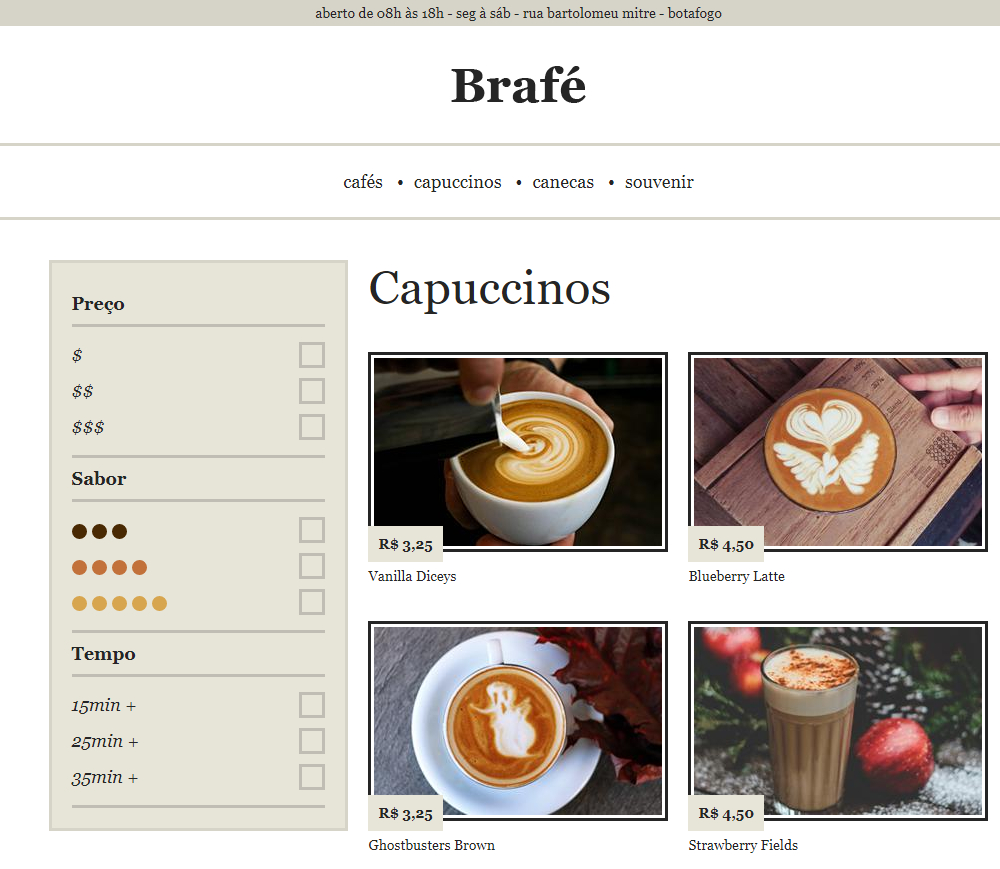 aberto de 08h às 18h - seg à sáb - rua bartolomeu mitre - botafogo
Brafé
cafés • capuccinos • canecas • souvenir
Preço
$
$$
$$$
Sabor
Tempo
15min +
25min +
35min +
Capuccinos
R$ 3,25
Vanilla Diceys
R$ 4,50
Blueberry Latte
R$ 3,25
Ghostbusters Brown
R$ 4,50
Strawberry Fields